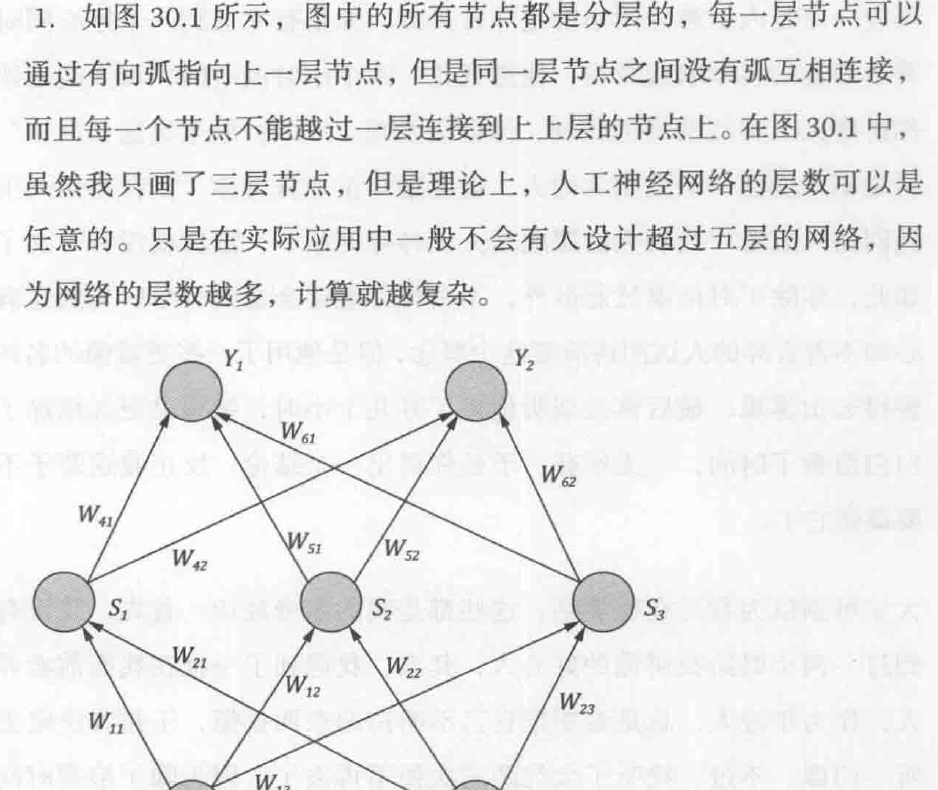 1. 如图 30.1 所示，图中的所有节点都是分层的，每一层节点可以
通过有向弧指向上一层节点，但是同一层节点之间没有弧互相连接，
而且每一个节点不能越过一层连接到上上层的节点上。在图 30.1 中，
虽然我只画了三层节点，但是理论上，人工神经网络的层数可以是
任意的。只是在实际应用中一般不会有人设计超过五层的网络，因
为网络的层数越多，计算就越复杂。
Y1 Y2
W61
W62
W41
W42 W51 W52
S1 S2 S3
W21 W12 W22
W11 W23